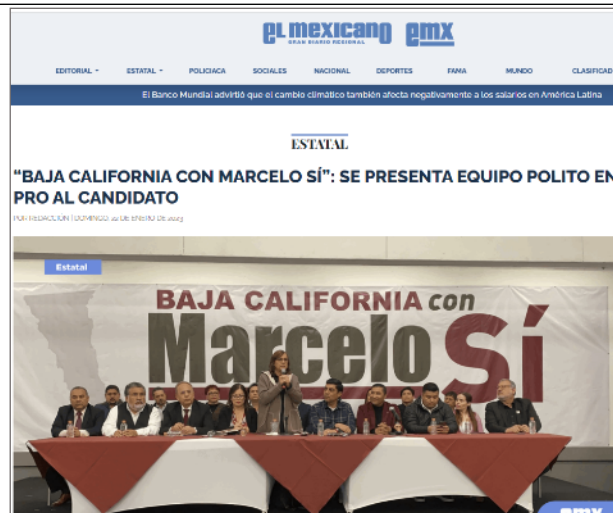 EL MEXICANO
GRAN DIARIO REGIONAL
emx
EDITORIAL ESTATAL POLICIACA SOCIALES NACIONAL DEPORTES FAMA MUNDO CLASIFICAD
El Banco Mundial advirtió que el cambio climático también afecta negativamente a los salarios en América Latina
ESTATAL
“BAJA CALIFORNIA CON MARCELO SÍ”: SE PRESENTA EQUIPO POLITO EN
PRO AL CANDIDATO
POR REDACCIÓN | DOMINGO, 22 DE ENERO DE 2023
Estatal
BAJA CALIFORNIA con
Marcelo Sí
emx